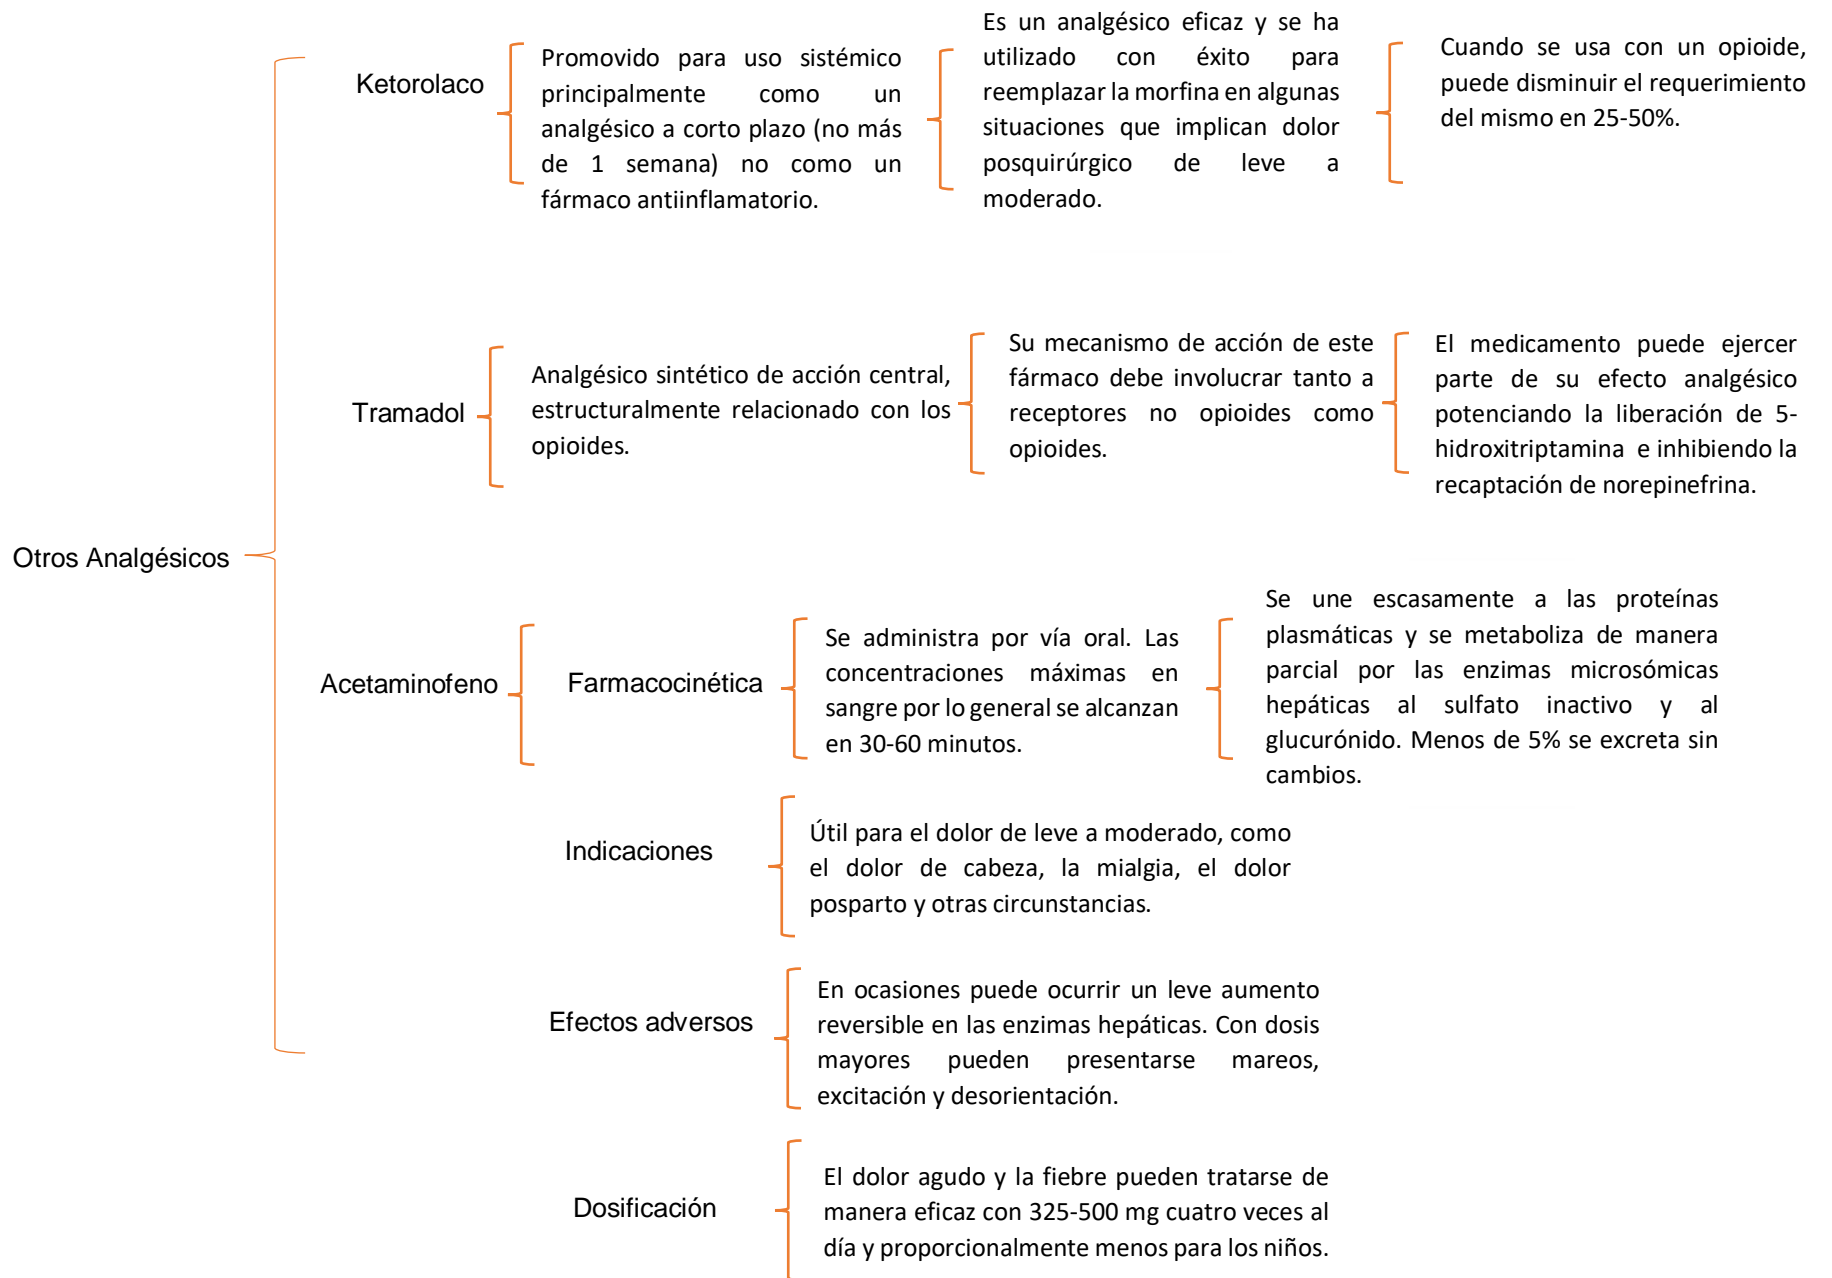 Otros Analgésicos
Ketorolaco
Promovido para uso sistémico
principalmente como un
analgésico a corto plazo (no más
de 1 semana) no como un
fármaco antiinflamatorio.
Es un analgésico eficaz y se ha
utilizado con éxito para
reemplazar la morfina en algunas
situaciones que implican dolor
posquirúrgico de leve a
moderado.
Cuando se usa con un opioide,
puede disminuir el requerimiento
del mismo en 25-50%.
Tramadol
Analgésico sintético de acción central,
estructuralmente relacionado con los
opioides.
Su mecanismo de acción de este
fármaco debe involucrar tanto a
receptores no opioides como
opioides.
El medicamento puede ejercer
parte de su efecto analgésico
potenciando la liberación de 5-
hidroxitriptamina e inhibiendo la
recaptación de norepinefrina.
Acetaminofeno
Farmacocinética
Se administra por vía oral. Las
concentraciones máximas en
sangre por lo general se alcanzan
en 30-60 minutos.
Se une escasamente a las proteínas
plasmáticas y se metaboliza de manera
parcial por las enzimas microsómicas
hepáticas al sulfato inactivo y al
glucurónido. Menos de 5% se excreta sin
cambios.
Indicaciones
Útil para el dolor de leve a moderado, como
el dolor de cabeza, la mialgia, el dolor
posparto y otras circunstancias.
Efectos adversos
En ocasiones puede ocurrir un leve aumento
reversible en las enzimas hepáticas. Con dosis
mayores pueden presentarse mareos,
excitación y desorientación.
Dosificación
El dolor agudo y la fiebre pueden tratarse de
manera eficaz con 325-500 mg cuatro veces al
día y proporcionalmente menos para los niños.